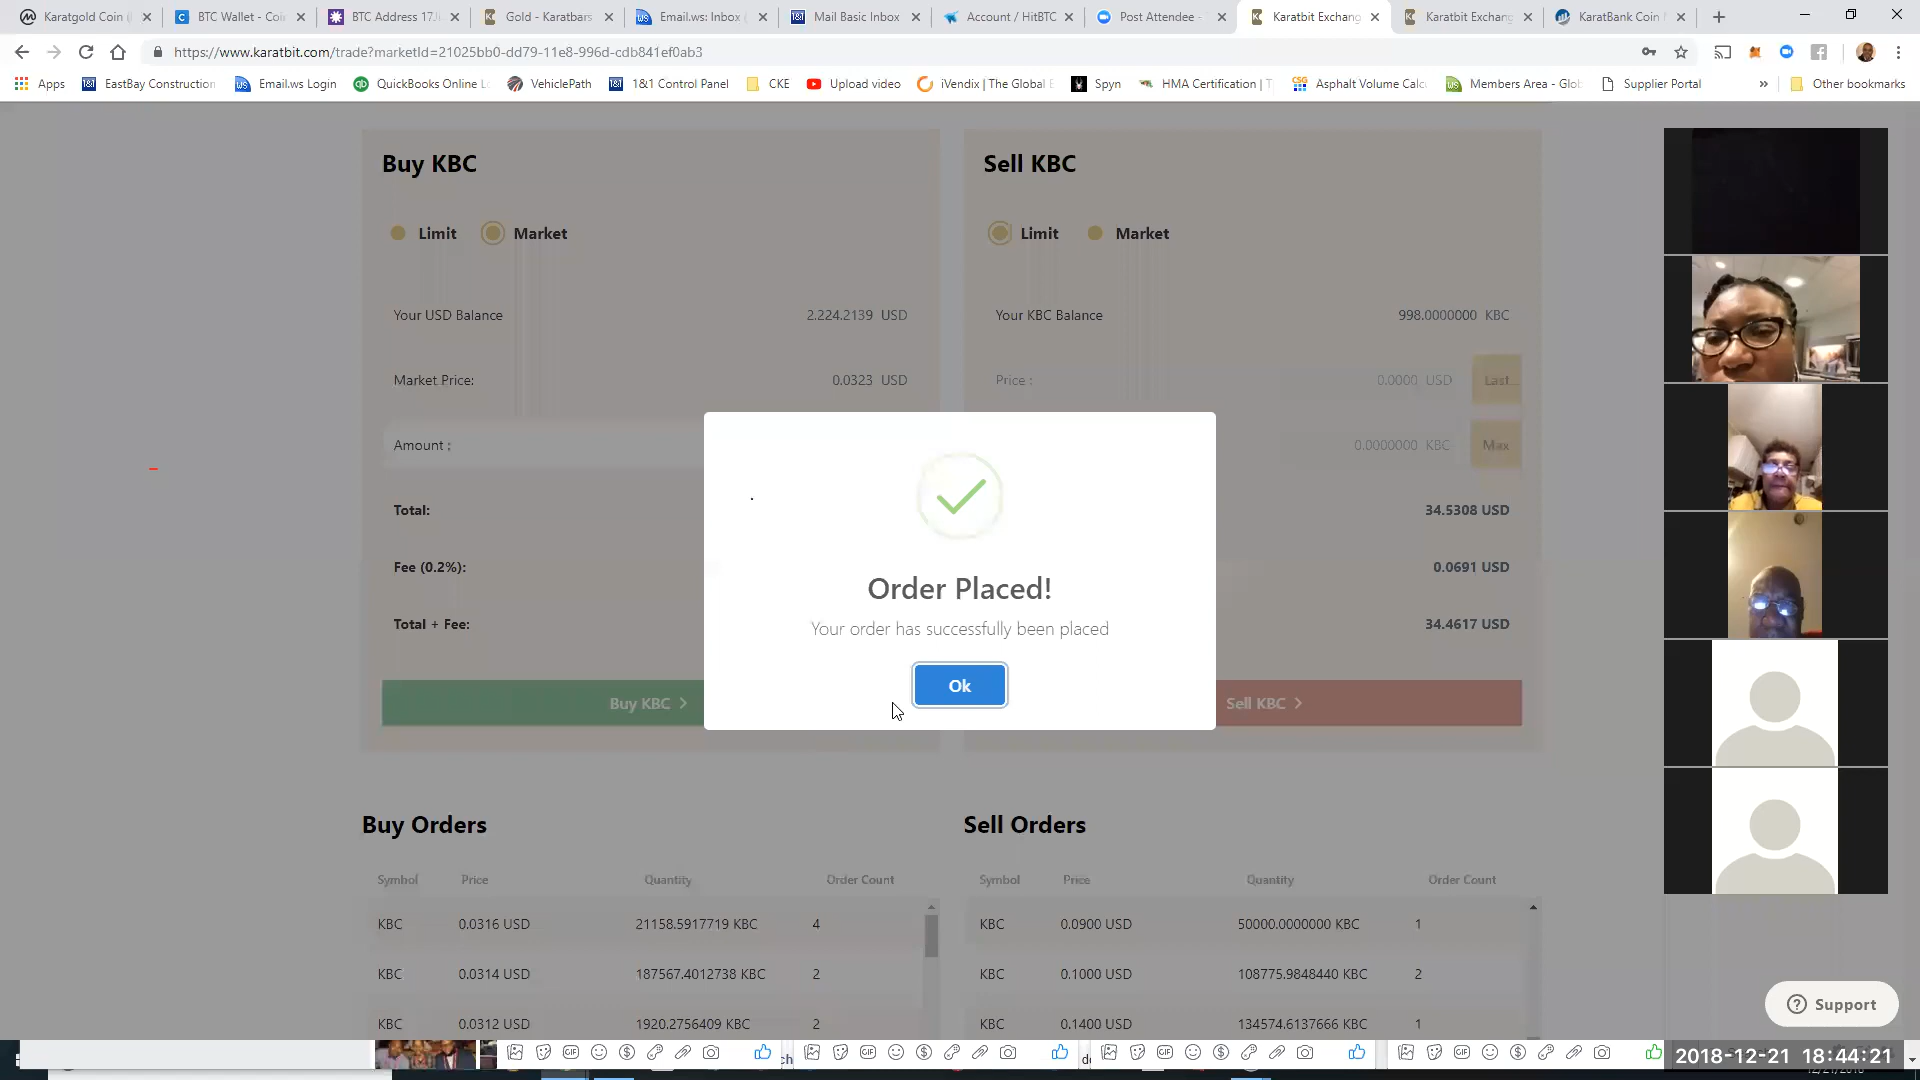 Karatgold Coin (
BTC Wallet - Coi
BTC Address 17J
Gold - Karatbars
Email.ws: Inbox (
Mail Basic Inbox
Account / HitBTC
Post Attendee -
Karatbit Exchang
Karatbit Exchang
KaratBank Coin
https://www.karatbit.com/trade?marketId=21025bb0-dd79-11e8-996d-cdb841ef0ab3
Apps
EastBay Construction
Email.ws Login
QuickBooks Online L
VehiclePath
1&1 Control Panel
CKE
Upload video
iVendix | The Global E
Spyn
HMA Certification | T
Asphalt Volume Calc
Members Area - Glo
Supplier Portal
»
Other bookmarks
Buy KBC
Limit Market
Your USD Balance 2.224.2139 USD
Market Price: 0.0323 USD
Amount :
Total:
Fee (0.2%):
Total + Fee:
Buy KBC >
Sell KBC
Limit Market
Your KBC Balance 998.0000000 KBC
Price : 0.0000 USD Last...
0.0000000 KBC Max
34.5308 USD
0.0691 USD
34.4617 USD
Sell KBC >
Order Placed!
Your order has successfully been placed
Ok
Buy Orders
Symbol Price Quantity Order Count
KBC 0.0316 USD 21158.5917719 KBC 4
KBC 0.0314 USD 187567.4012738 KBC 2
KBC 0.0312 USD 1920.2756409 KBC 2
Sell Orders
Symbol Price Quantity Order Count
KBC 0.0900 USD 50000.0000000 KBC 1
KBC 0.1000 USD 108775.9848440 KBC 2
KBC 0.1400 USD 134574.6137666 KBC 1
Support
2018-12-21 18:44:21